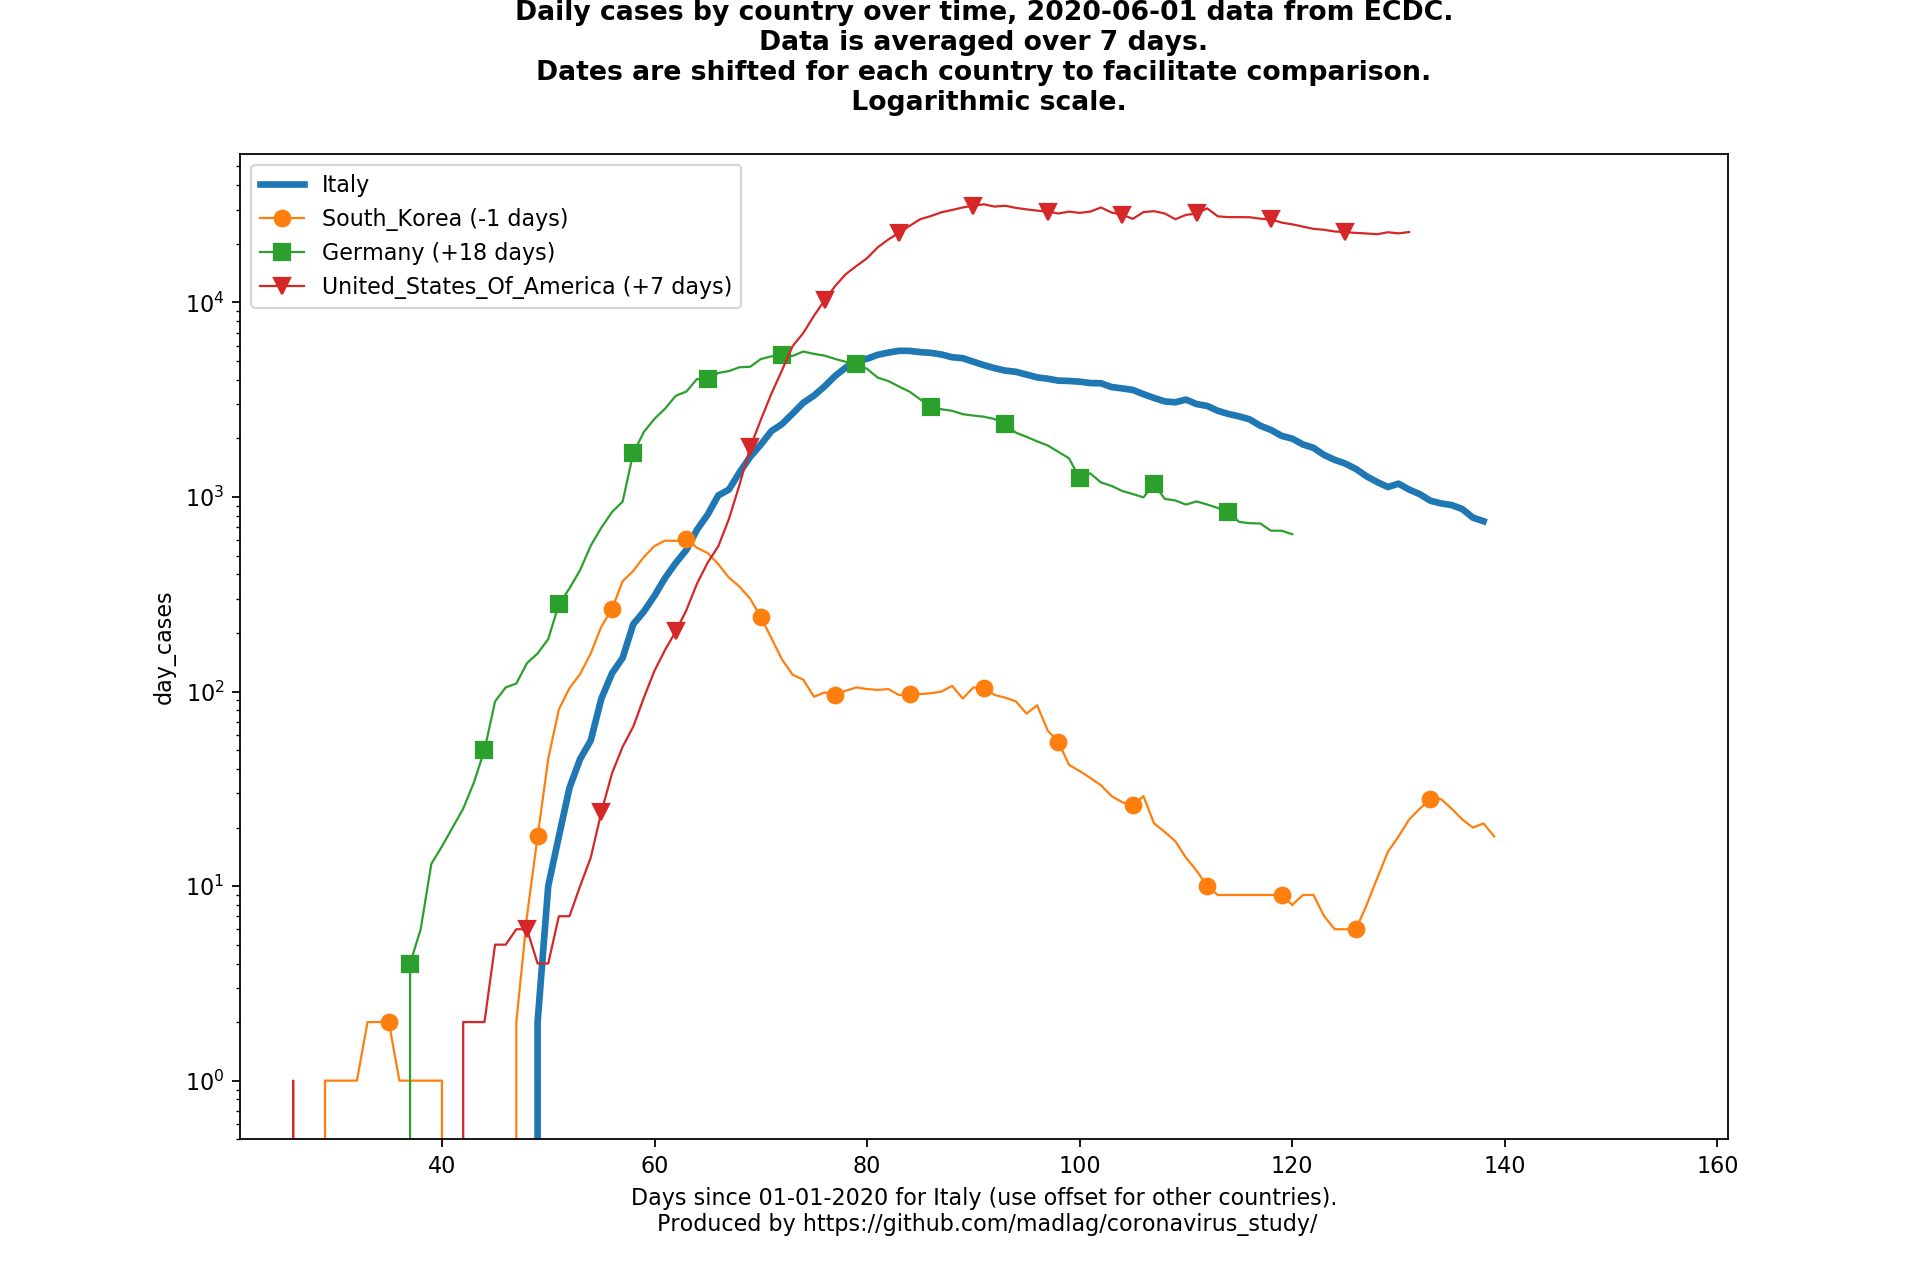 Daily cases by country over time, 2020-06-01 data from ECDC.
Data is averaged over 7 days.
Dates are shifted for each country to facilitate comparison.
Logarithmic scale.
Italy
South_Korea (-1 days)
Germany (+18 days)
United_States_Of_America (+7 days)
10⁴
10³
10²
10¹
10⁰
day_cases
40 60 80 100 120 140 160
Days since 01-01-2020 for Italy (use offset for other countries).
Produced by https://github.com/madlag/coronavirus_study/